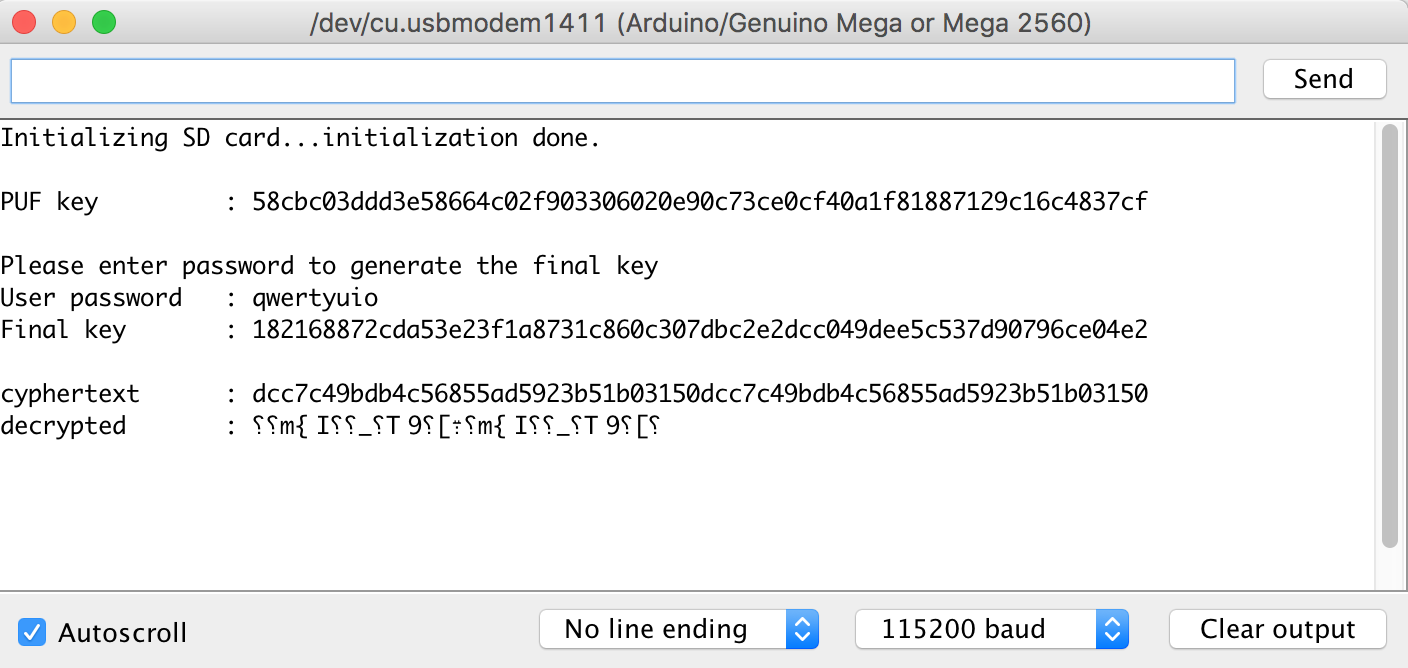 /dev/cu.usbmodem1411 (Arduino/Genuino Mega or Mega 2560)
Send
Initializing SD card...initialization done.
PUF key : 58cbc03ddd3e58664c02f903306020e90c73ce0cf40a1f81887129c16c4837cf
Please enter password to generate the final key
User password : qwertyuio
Final key : 182168872cda53e23f1a8731c860c307dbc2e2dcc049dee5c537d90796ce04e2
cyphertext : dcc7c49bdb4c56855ad5923b51b03150dcc7c49bdb4c56855ad5923b51b03150
decrypted : ⸮⸮m{ I⸮⸮_⸮T 9⸮[⸮m{ I⸮⸮_⸮T 9⸮[⸮
Autoscroll
No line ending
115200 baud
Clear output